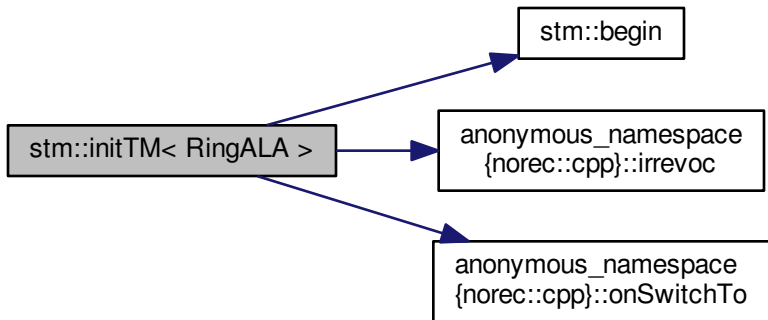 stm::begin
stm::initTM< RingALA >
anonymous_namespace
{norec::cpp}::irrevoc
anonymous_namespace
{norec::cpp}::onSwitchTo